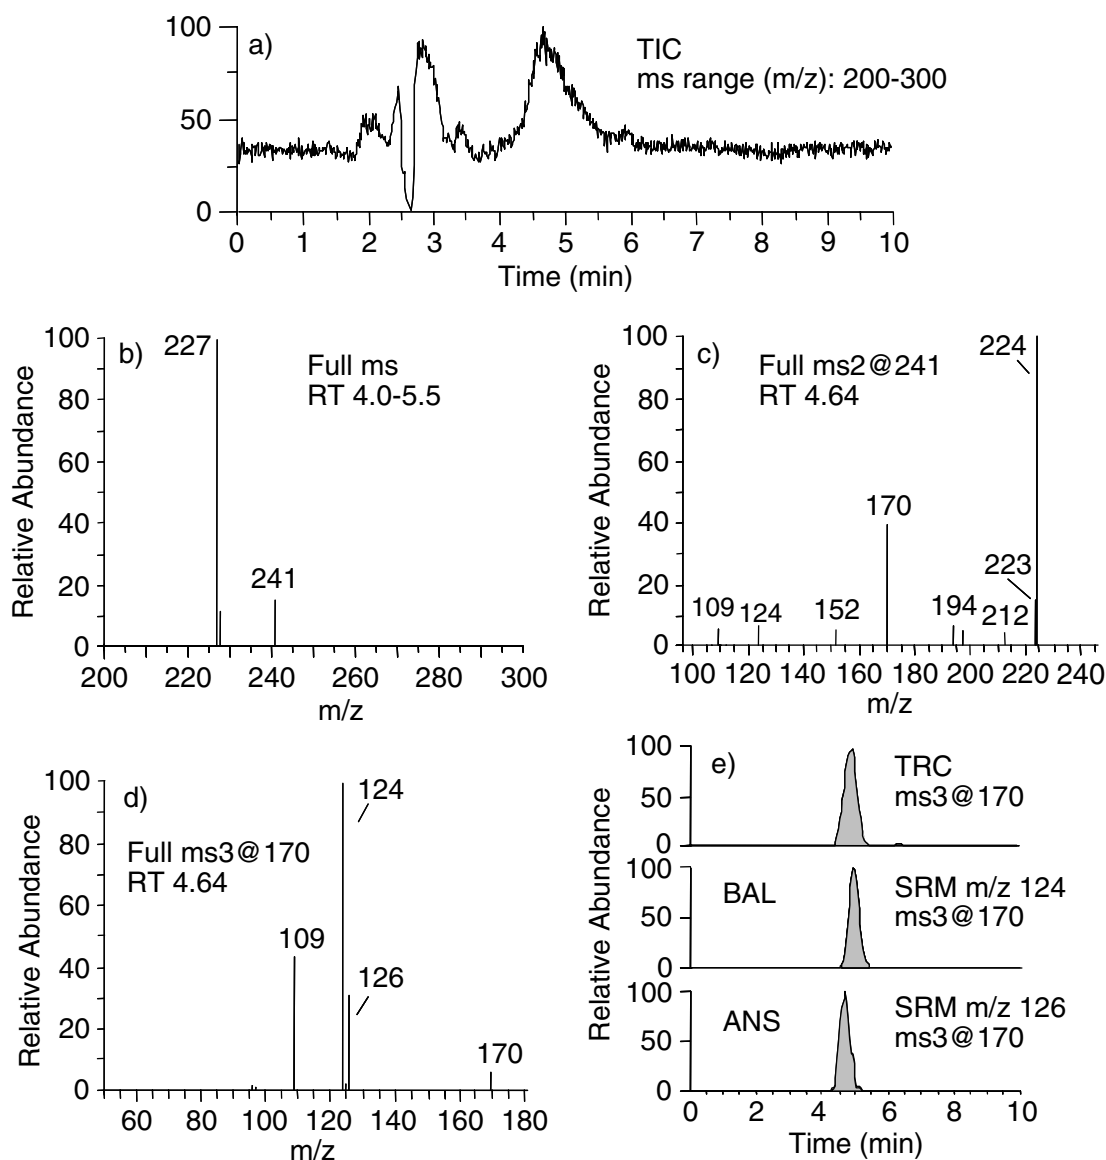 a)
TIC
ms range (m/z): 200-300
100
50
0
0 1 2 3 4 5 6 7 8 9 10
Time (min)
b)
Full ms
RT 4.0-5.5
227
241
Relative Abundance
100
80
60
40
20
0
200 220 240 260 280 300
m/z
c)
Full ms2@241
RT 4.64
224
223
170
109 124 152 194 212
Relative Abundance
100
80
60
40
20
0
100 120 140 160 180 200 220 240
m/z
d)
Full ms3@170
RT 4.64
124
109
126
170
Relative Abundance
100
80
60
40
20
0
60 80 100 120 140 160 180
m/z
e)
Relative Abundance
TRC
ms3@170
100
50
0
BAL
SRM m/z 124
ms3@170
100
50
0
ANS
SRM m/z 126
ms3@170
100
50
0
0 2 4 6 8 10
Time (min)